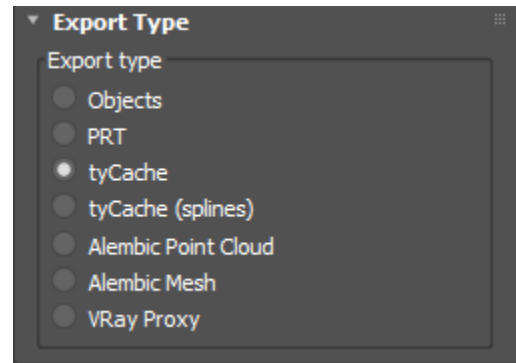 Export Type
Export type
Objects
PRT
tyCache
tyCache (splines)
Alembic Point Cloud
Alembic Mesh
VRay Proxy